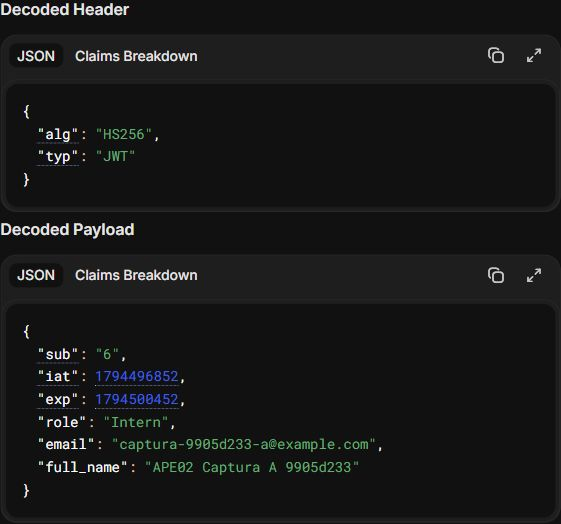 Decoded Header
JSON Claims Breakdown
{
"alg": "HS256",
"typ": "JWT"
}
Decoded Payload
JSON Claims Breakdown
{
"sub": "6",
"iat": 1794496852,
"exp": 1794500452,
"role": "Intern",
"email": "captura-9905d233-a@example.com",
"full_name": "APE02 Captura A 9905d233"
}